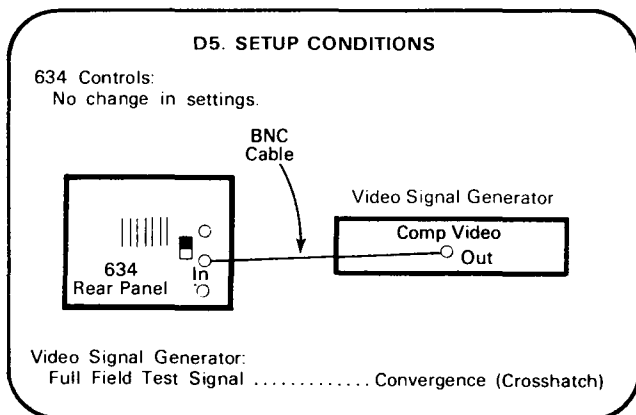 D5. SETUP CONDITIONS
634 Controls:
No change in settings.
BNC
Cable
Video Signal Generator
Comp Video
Out
634
Rear Panel
In
Video Signal Generator:
Full Field Test Signal ............. Convergence (Crosshatch)